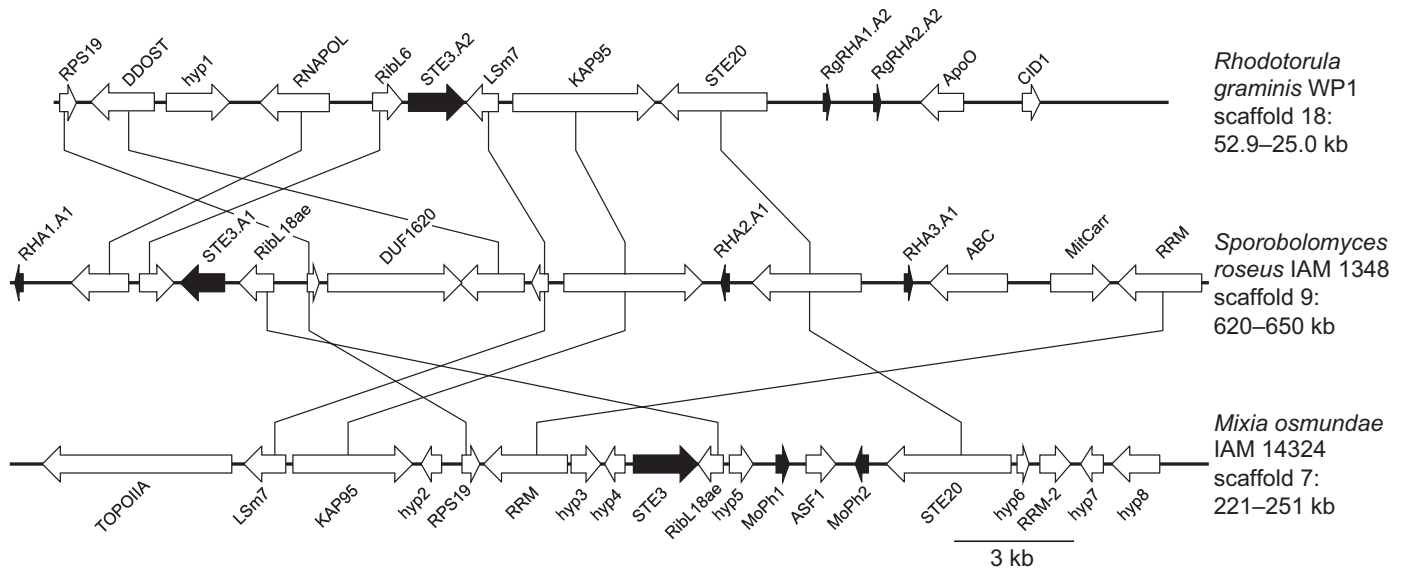 RPS19
DDOST
hyp1
RNAPOL
RibL6
STE3.A2
LSm7
KAP95
STE20
RgRHA1.A2
RgRHA2.A2
ApoO
CID1
Rhodotorula
graminis WP1
scaffold 18:
52.9–25.0 kb
RHA1.A1
STE3.A1
RibL18ae
DUF1620
RHA2.A1
RHA3.A1
ABC
MitCarr
RRM
Sporobolomyces
roseus IAM 1348
scaffold 9:
620–650 kb
TOPOIIA
LSm7
KAP95
hyp2
RPS19
RRM
hyp3
hyp4
STE3
RibL18ae
hyp5
MoPh1
ASF1
MoPh2
STE20
hyp6
RRM-2
hyp7
hyp8
Mixia osmundae
IAM 14324
scaffold 7:
221–251 kb
3 kb